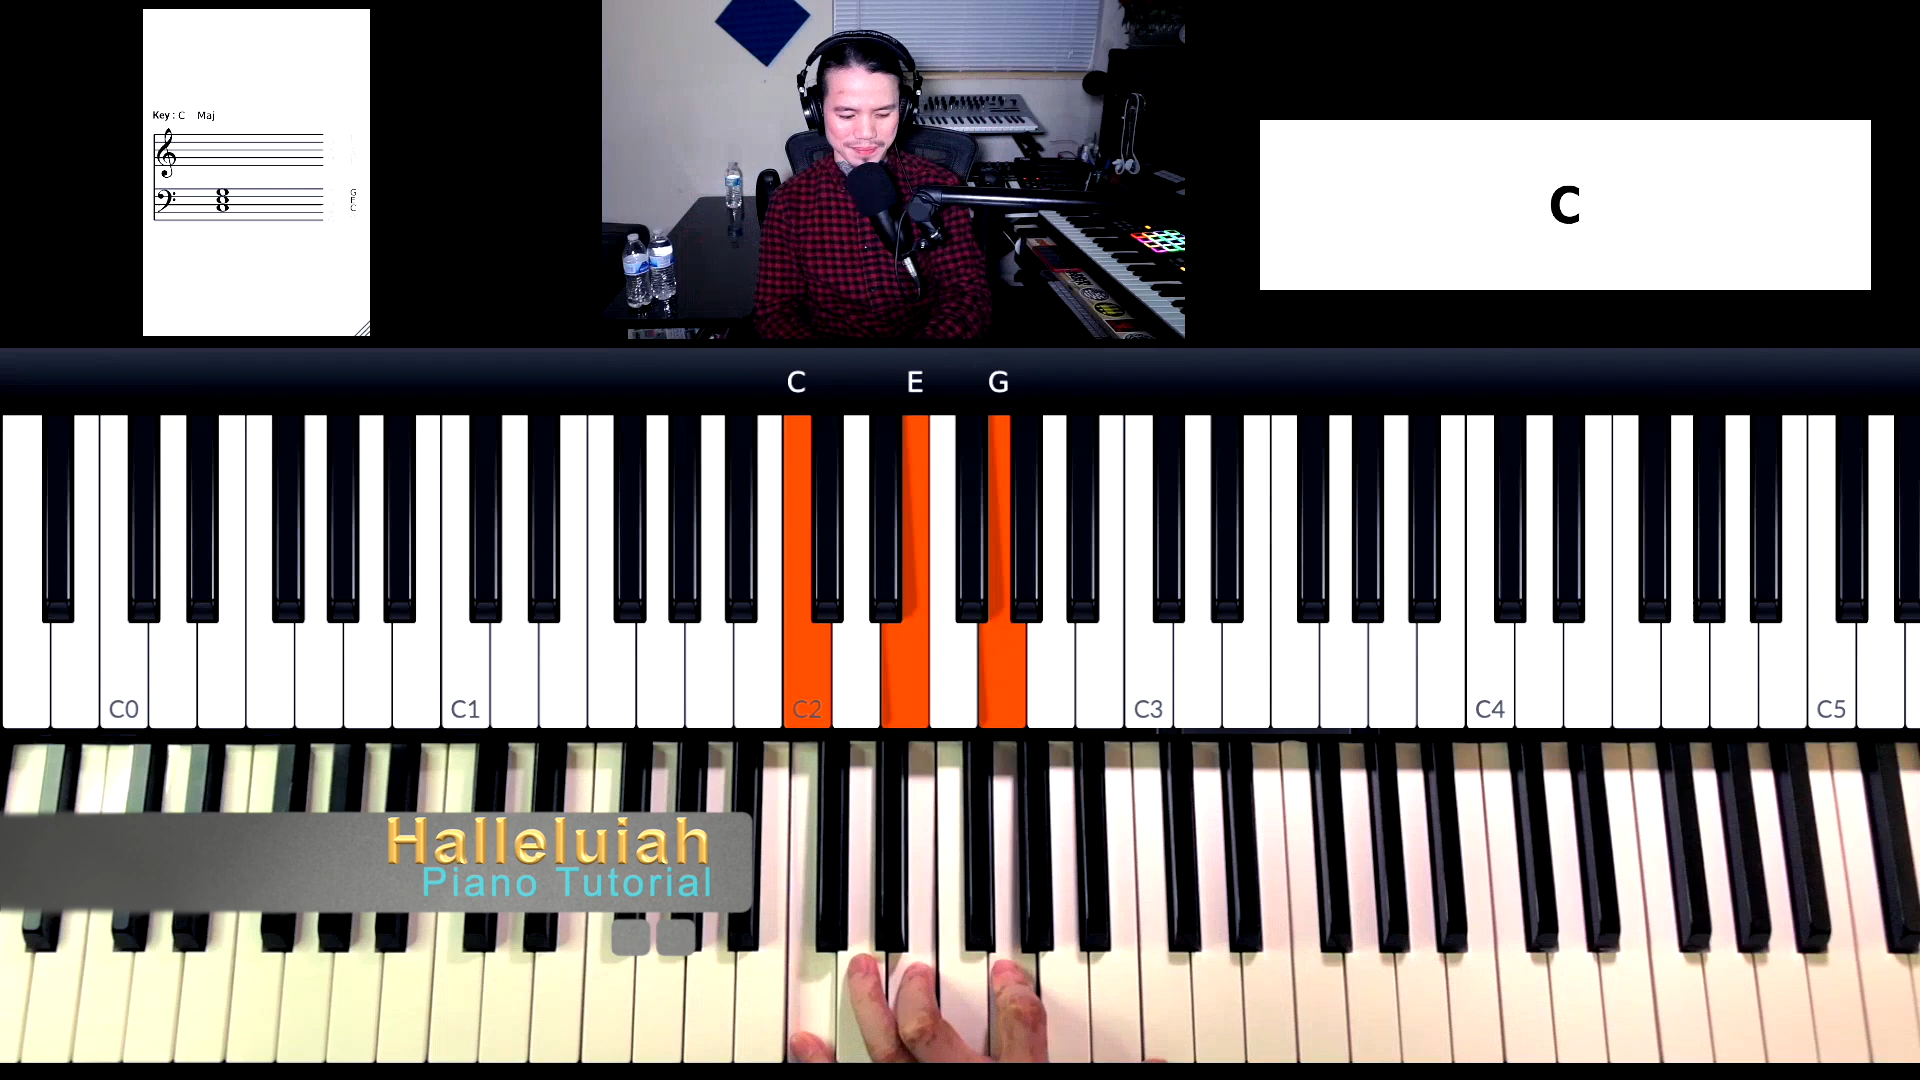 Key : C Maj
G
E
C
C
C E G
C0 C1 C2 C3 C4 C5
Halleluiah
Piano Tutorial